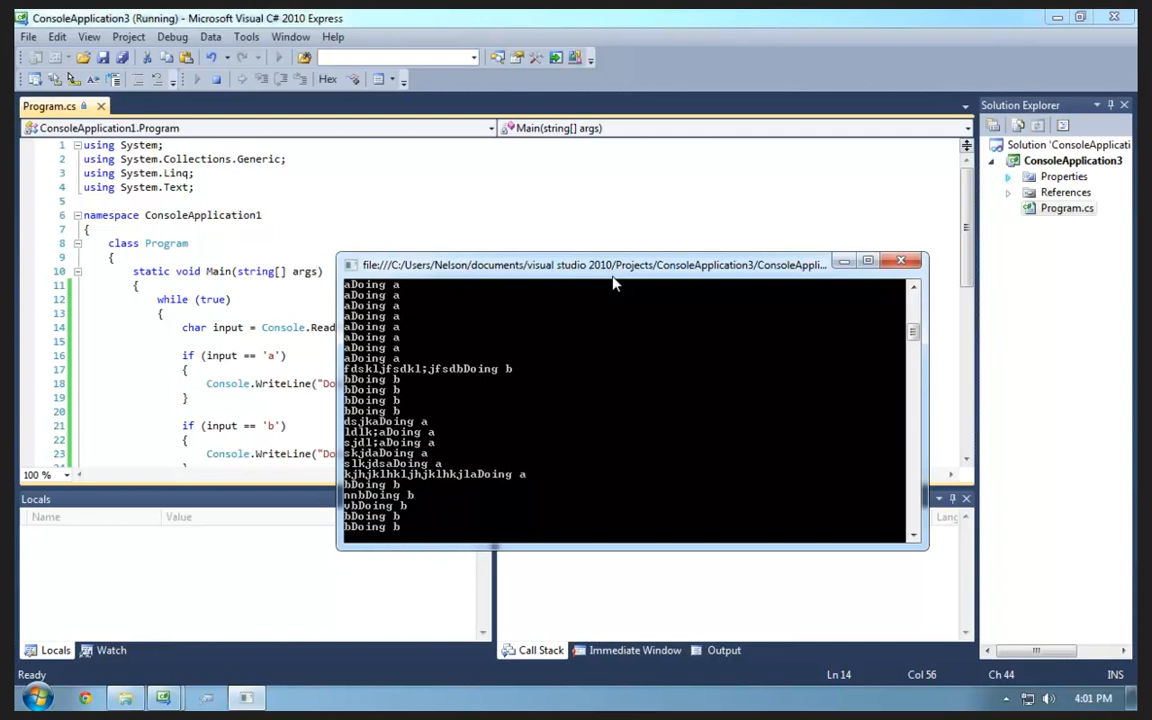 ConsoleApplication3 (Running) - Microsoft Visual C# 2010 Express
File Edit View Project Debug Data Tools Window Help
Hex
Program.cs
Solution Explorer
ConsoleApplication1.Program
Main(string[] args)
Solution 'ConsoleApplicati
ConsoleApplication3
Properties
References
Program.cs
1 using System;
2 using System.Collections.Generic;
3 using System.Linq;
4 using System.Text;
5
6 namespace ConsoleApplication1
7 {
8 class Program
9 {
10 static void Main(string[] args)
11 {
12 while (true)
13 {
14 char input = Console.Read
15
16 if (input == 'a')
17 {
18 Console.WriteLine("Do
19 }
20
21 if (input == 'b')
22 {
23 Console.WriteLine("Do
100 %
file:///C:/Users/Nelson/documents/visual studio 2010/Projects/ConsoleApplication3/ConsoleAppli...
aDoing a
aDoing a
aDoing a
aDoing a
aDoing a
aDoing a
aDoing a
aDoing a
fdskljfsdkl;jfsdbDoing b
bDoing b
bDoing b
bDoing b
bDoing b
dsjkaDoing a
ldlk;aDoing a
sjdl;aDoing a
skjdaDoing a
slkjdsaDoing a
kjhjklhkljhjklhkjlaDoing a
bDoing b
nnbDoing b
vbDoing b
bDoing b
bDoing b
Locals
Name Value
Lang
Locals Watch
Call Stack Immediate Window Output
Ready
Ln 14 Col 56 Ch 44 INS
4:01 PM